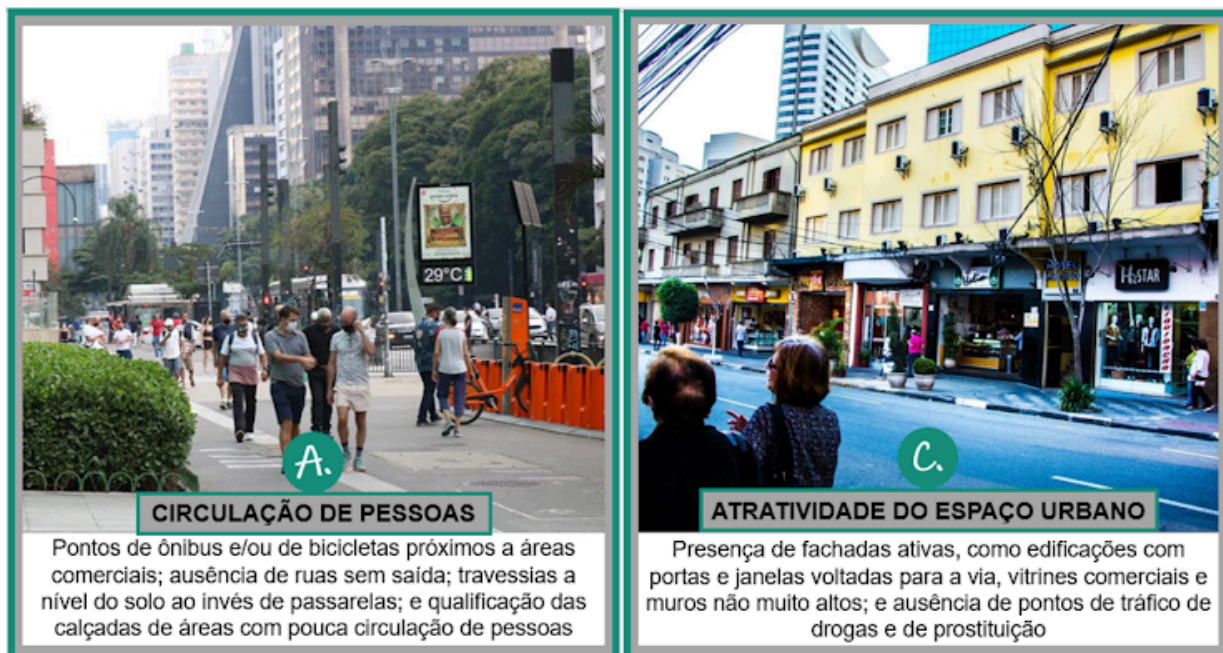 29°C
A.
CIRCULAÇÃO DE PESSOAS
Pontos de ônibus e/ou de bicicletas próximos a áreas
comerciais; ausência de ruas sem saída; travessias a
nível do solo ao invés de passarelas; e qualificação das
calçadas de áreas com pouca circulação de pessoas
HOTEL
H STAR
C.
ATRATIVIDADE DO ESPAÇO URBANO
Presença de fachadas ativas, como edificações com
portas e janelas voltadas para a via, vitrines comerciais e
muros não muito altos; e ausência de pontos de tráfico de
drogas e de prostituição